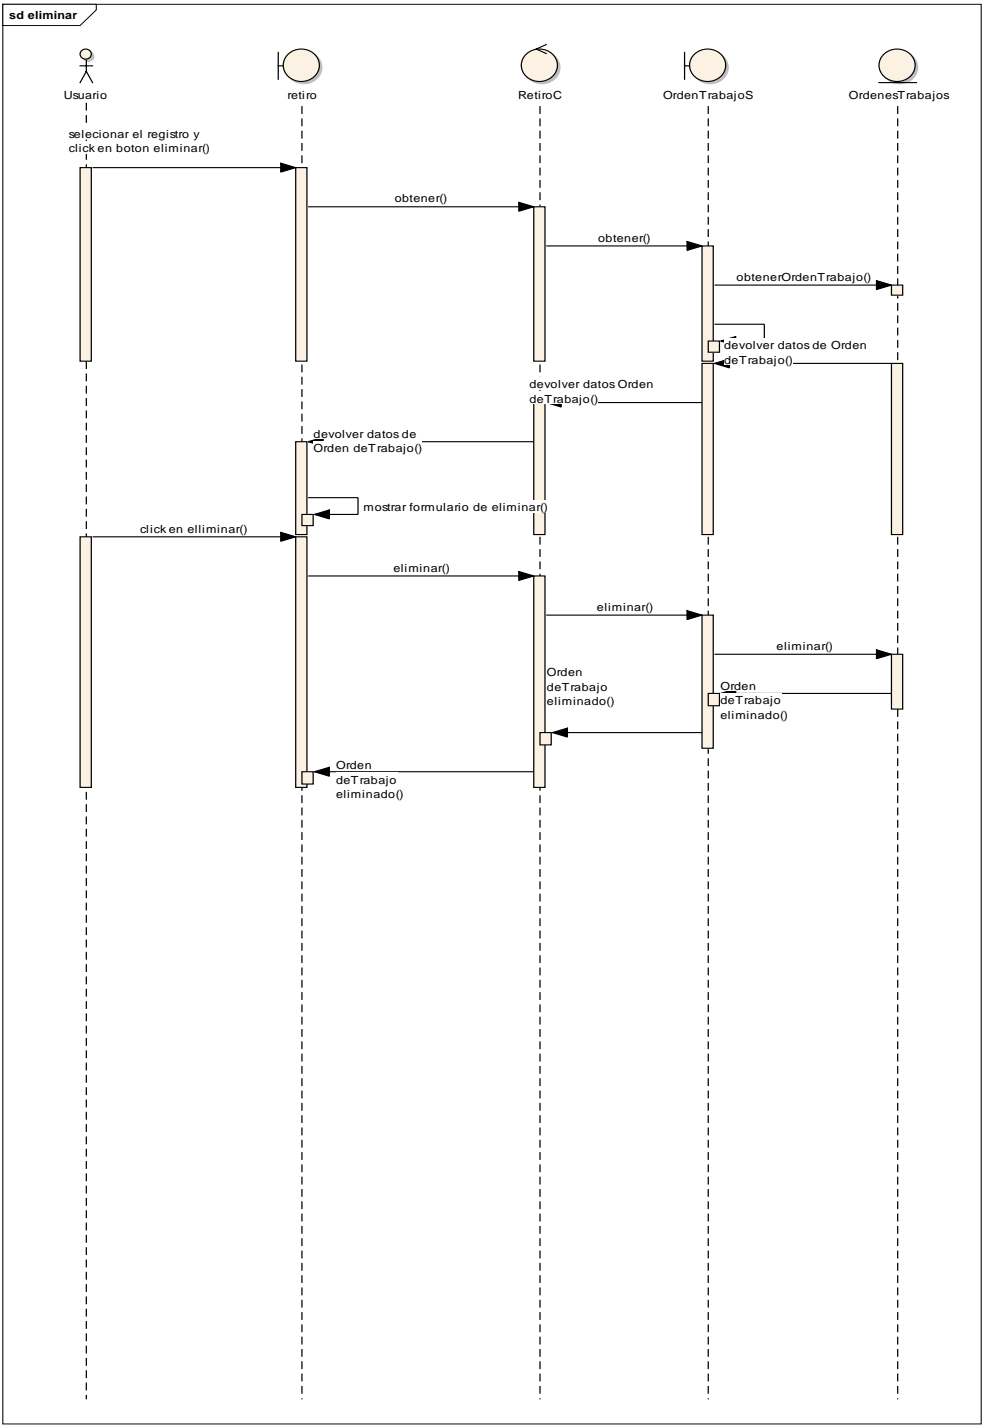 sd eliminar
Usuario
retiro
RetiroC
OrdenTrabajoS
OrdenesTrabajos
selecionar el registro y
click en boton eliminar()
obtener()
obtener()
obtenerOrdenTrabajo()
devolver datos de Orden
deTrabajo()
devolver datos Orden
deTrabajo()
devolver datos de
Orden deTrabajo()
mostrar formulario de eliminar()
click en elliminar()
eliminar()
eliminar()
eliminar()
Orden
deTrabajo
eliminado()
Orden
deTrabajo
eliminado()
Orden
deTrabajo
eliminado()